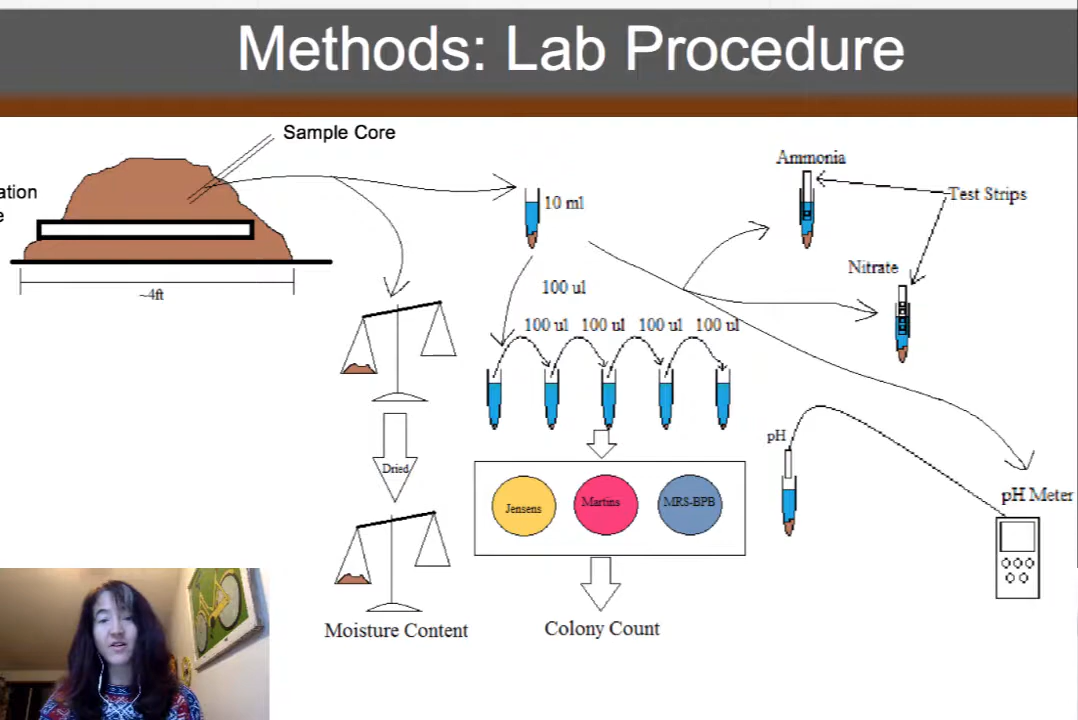 Methods: Lab Procedure
Sample Core
~4ft
10 ml
100 ul
100 ul 100 ul 100 ul 100 ul
Ammonia
Test Strips
Nitrate
pH
pH Meter
Dried
Jensens
Martins
MRS-BPB
Moisture Content
Colony Count